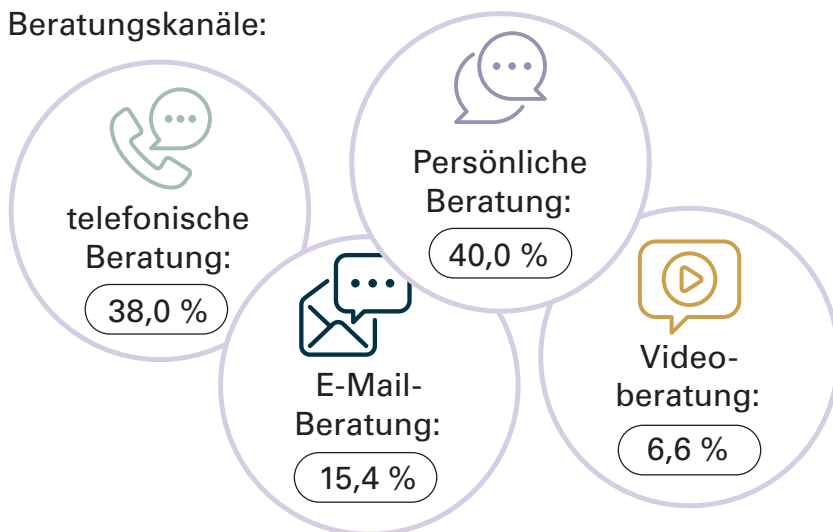 Beratungskanäle:
telefonische
Beratung:
38,0 %
Persönliche
Beratung:
40,0 %
E-Mail-
Beratung:
15,4 %
Video-
beratung:
6,6 %